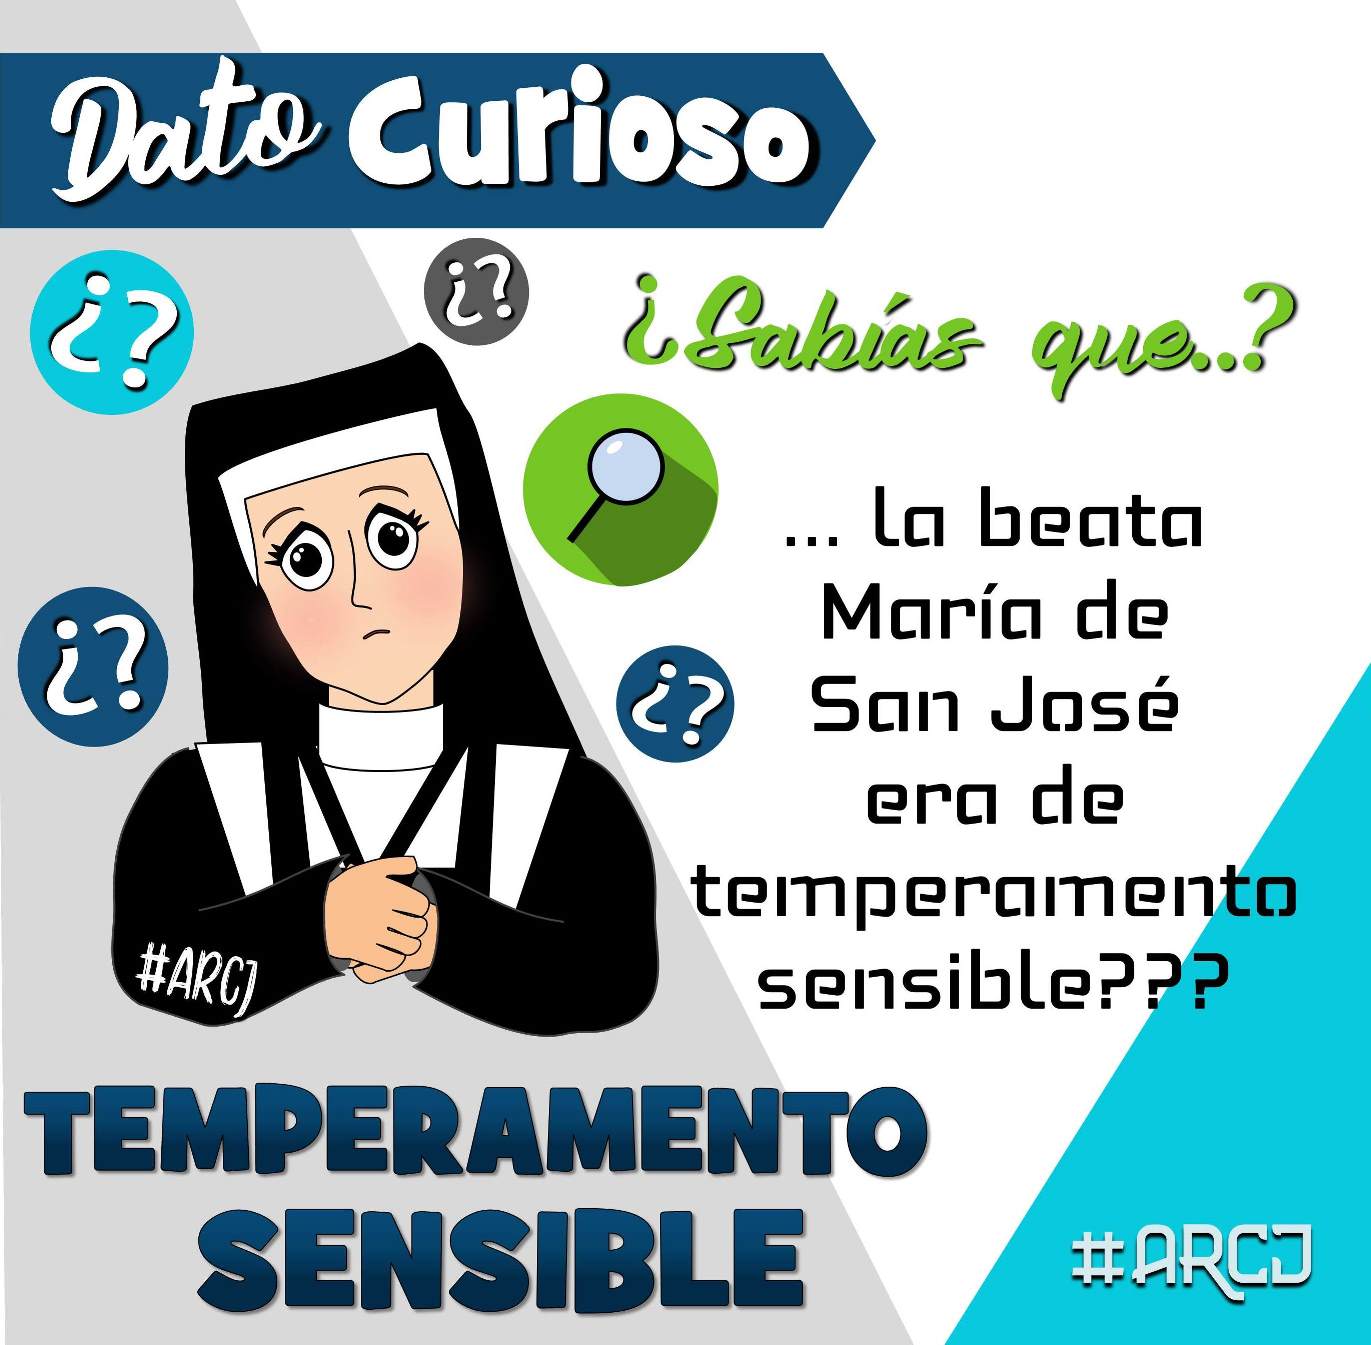 Dato Curioso
¿?
¿?
¿Sabías que..?
... la beata
María de
San José
era de
temperamento
sensible???
¿?
¿?
#ARCJ
TEMPERAMENTO
SENSIBLE
#ARCJ